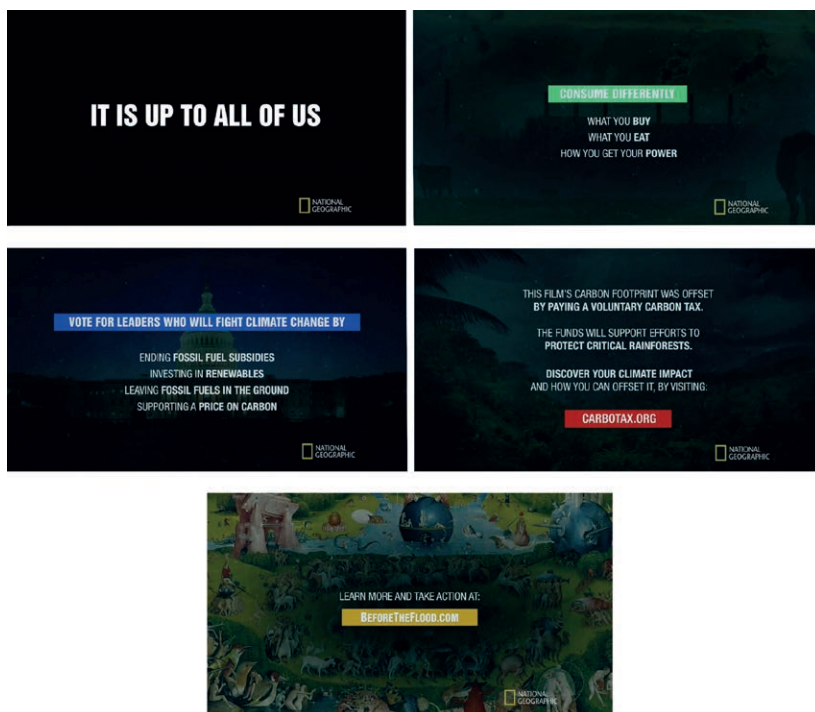 IT IS UP TO ALL OF US
NATIONAL
GEOGRAPHIC
CONSUME DIFFERENTLY
WHAT YOU BUY
WHAT YOU EAT
HOW YOU GET YOUR POWER
NATIONAL
GEOGRAPHIC
VOTE FOR LEADERS WHO WILL FIGHT CLIMATE CHANGE BY
ENDING FOSSIL FUEL SUBSIDIES
INVESTING IN RENEWABLES
LEAVING FOSSIL FUELS IN THE GROUND
SUPPORTING A PRICE ON CARBON
NATIONAL
GEOGRAPHIC
THIS FILM'S CARBON FOOTPRINT WAS OFFSET
BY PAYING A VOLUNTARY CARBON TAX.
THE FUNDS WILL SUPPORT EFFORTS TO
PROTECT CRITICAL RAINFORESTS.
DISCOVER YOUR CLIMATE IMPACT
AND HOW YOU CAN OFFSET IT, BY VISITING:
CARBOTAX.ORG
NATIONAL
GEOGRAPHIC
LEARN MORE AND TAKE ACTION AT:
BEFORETHEFLOOD.COM
NATIONAL
GEOGRAPHIC